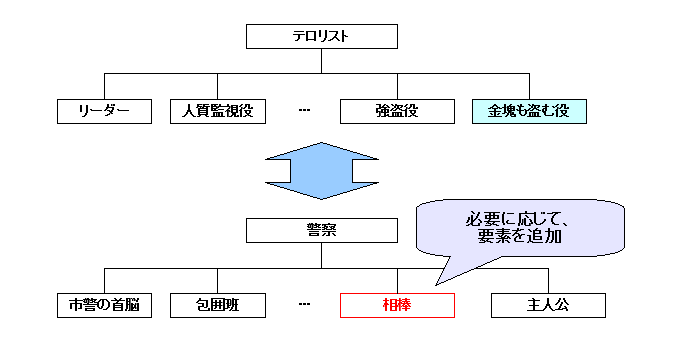 テロリスト
リーダー
人質監視役
…
強盗役
金塊も盗む役
必要に応じて、
要素を追加
警察
市警の首脳
包囲班
…
相棒
主人公